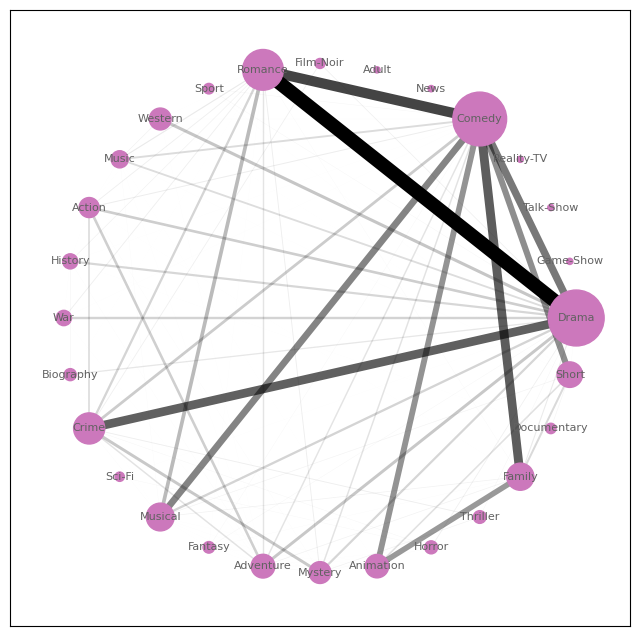 Film-Noir
Romance
Adult
Sport
News
Western
Comedy
Music
Reality-TV
Action
Talk-Show
History
Game-Show
War
Drama
Biography
Short
Crime
Documentary
Sci-Fi
Family
Musical
Thriller
Fantasy
Horror
Adventure
Mystery
Animation